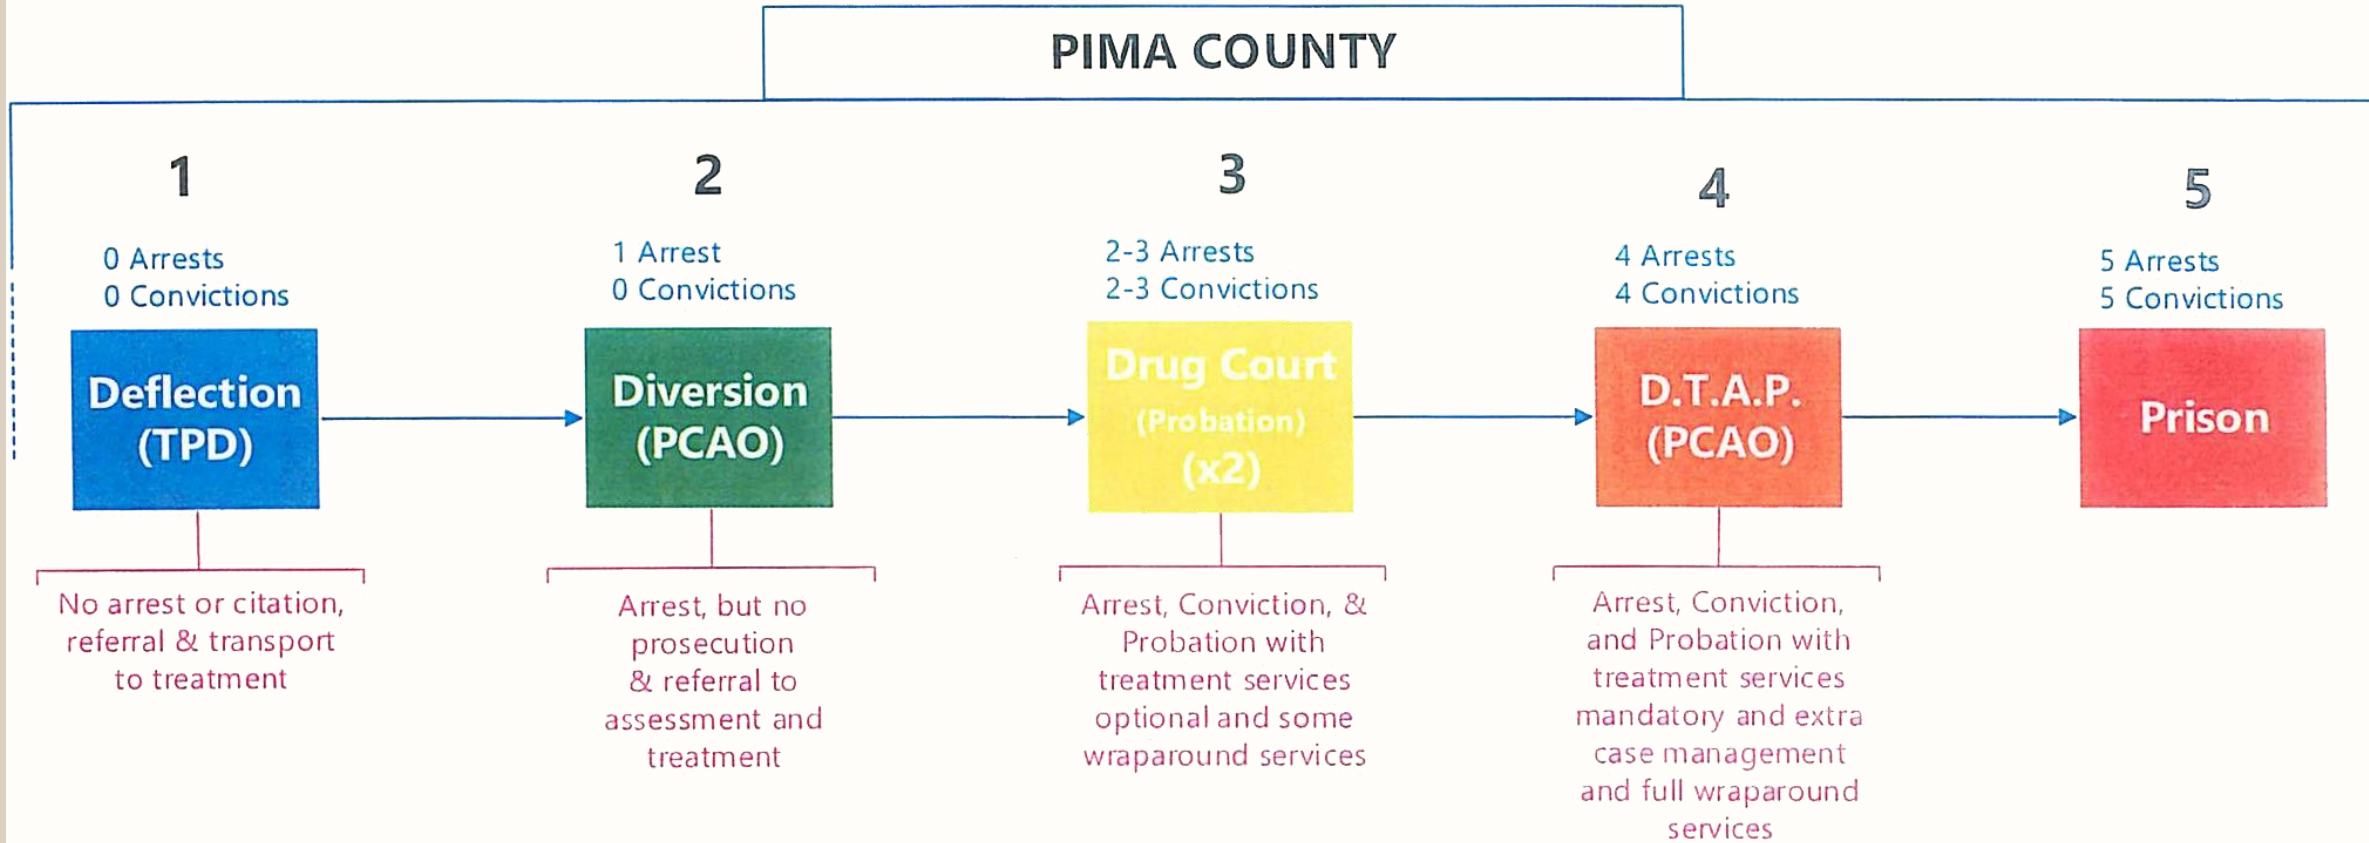 PIMA COUNTY
1
0 Arrests
0 Convictions
Deflection
(TPD)
No arrest or citation,
referral & transport
to treatment
2
1 Arrest
0 Convictions
Diversion
(PCAO)
Arrest, but no
prosecution
& referral to
assessment and
treatment
3
2-3 Arrests
2-3 Convictions
Drug Court
(Probation)
(x2)
Arrest, Conviction, &
Probation with
treatment services
optional and some
wraparound services
4
4 Arrests
4 Convictions
D.T.A.P.
(PCAO)
Arrest, Conviction,
and Probation with
treatment services
mandatory and extra
case management
and full wraparound
services
5
5 Arrests
5 Convictions
Prison